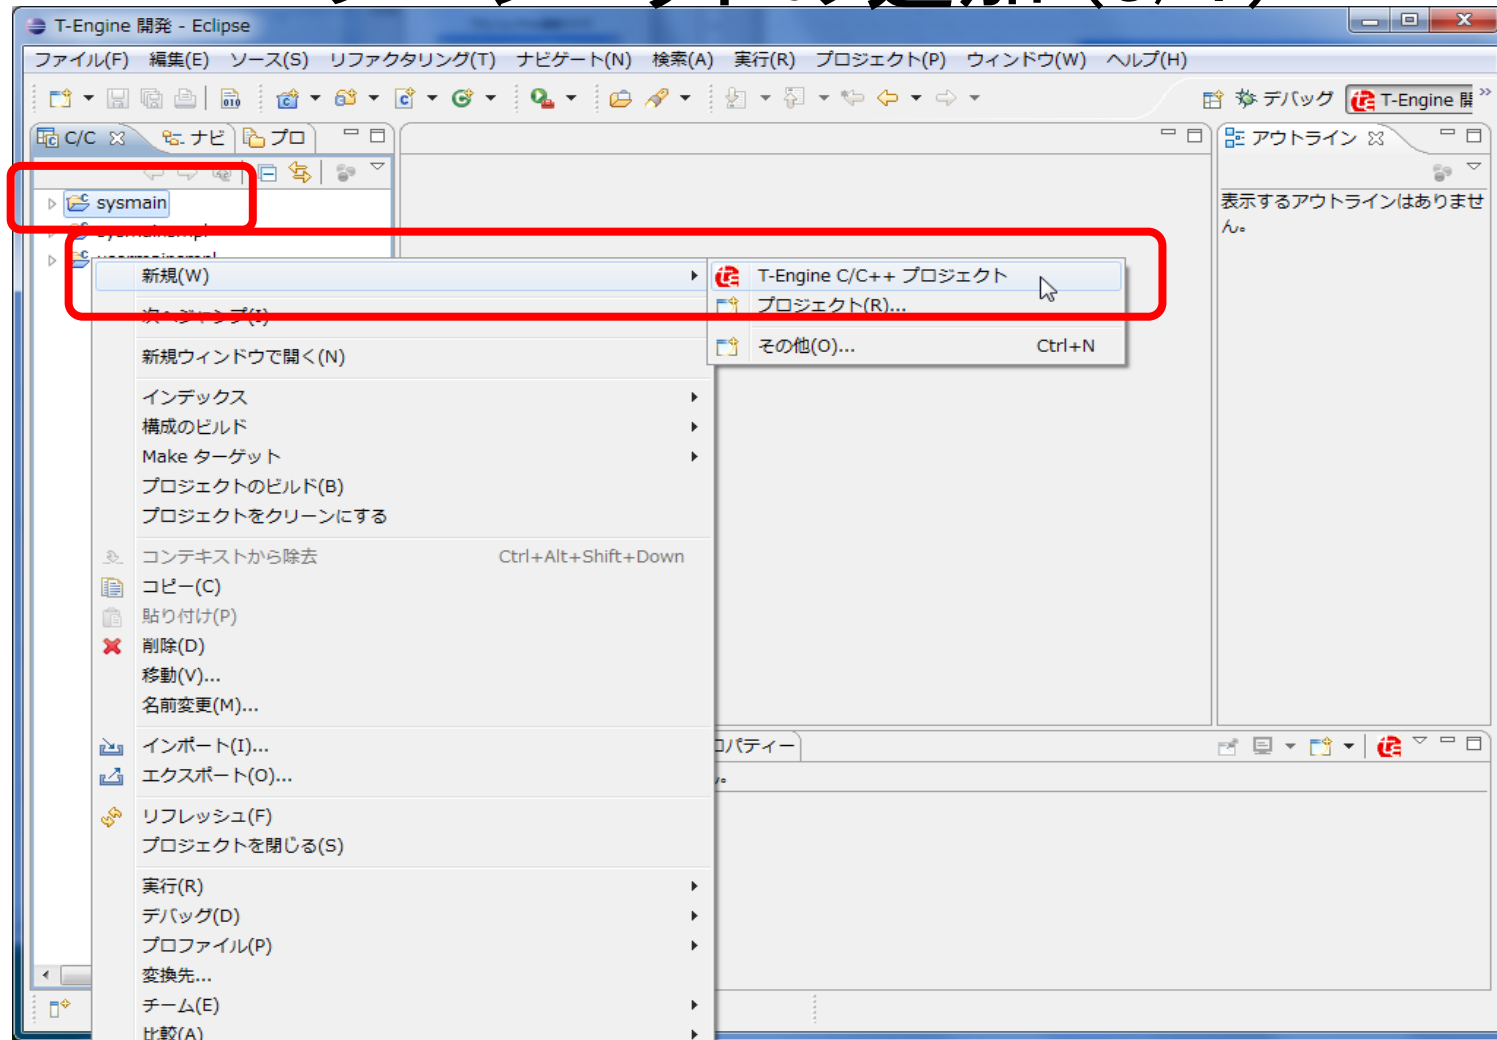 T-Engine 開発 - Eclipse
ファイル(F) 編集(E) ソース(S) リファクタリング(T) ナビゲート(N) 検索(A) 実行(R) プロジェクト(P) ウィンドウ(W) ヘルプ(H)
デバッグ T-Engine 開
C/C ナビ プロ
アウトライン
sysmain
表示するアウトラインはありませ
ん。
新規(W)
T-Engine C/C++ プロジェクト
プロジェクト(R)...
次へジャンプ(I)
その他(O)... Ctrl+N
新規ウィンドウで開く(N)
インデックス
構成のビルド
Make ターゲット
プロジェクトのビルド(B)
プロジェクトをクリーンにする
コンテキストから除去 Ctrl+Alt+Shift+Down
コピー(C)
貼り付け(P)
削除(D)
移動(V)...
名前変更(M)...
インポート(I)...
パティー
エクスポート(O)...
リフレッシュ(F)
プロジェクトを閉じる(S)
実行(R)
デバッグ(D)
プロファイル(P)
変換先...
チーム(E)
比較(A)